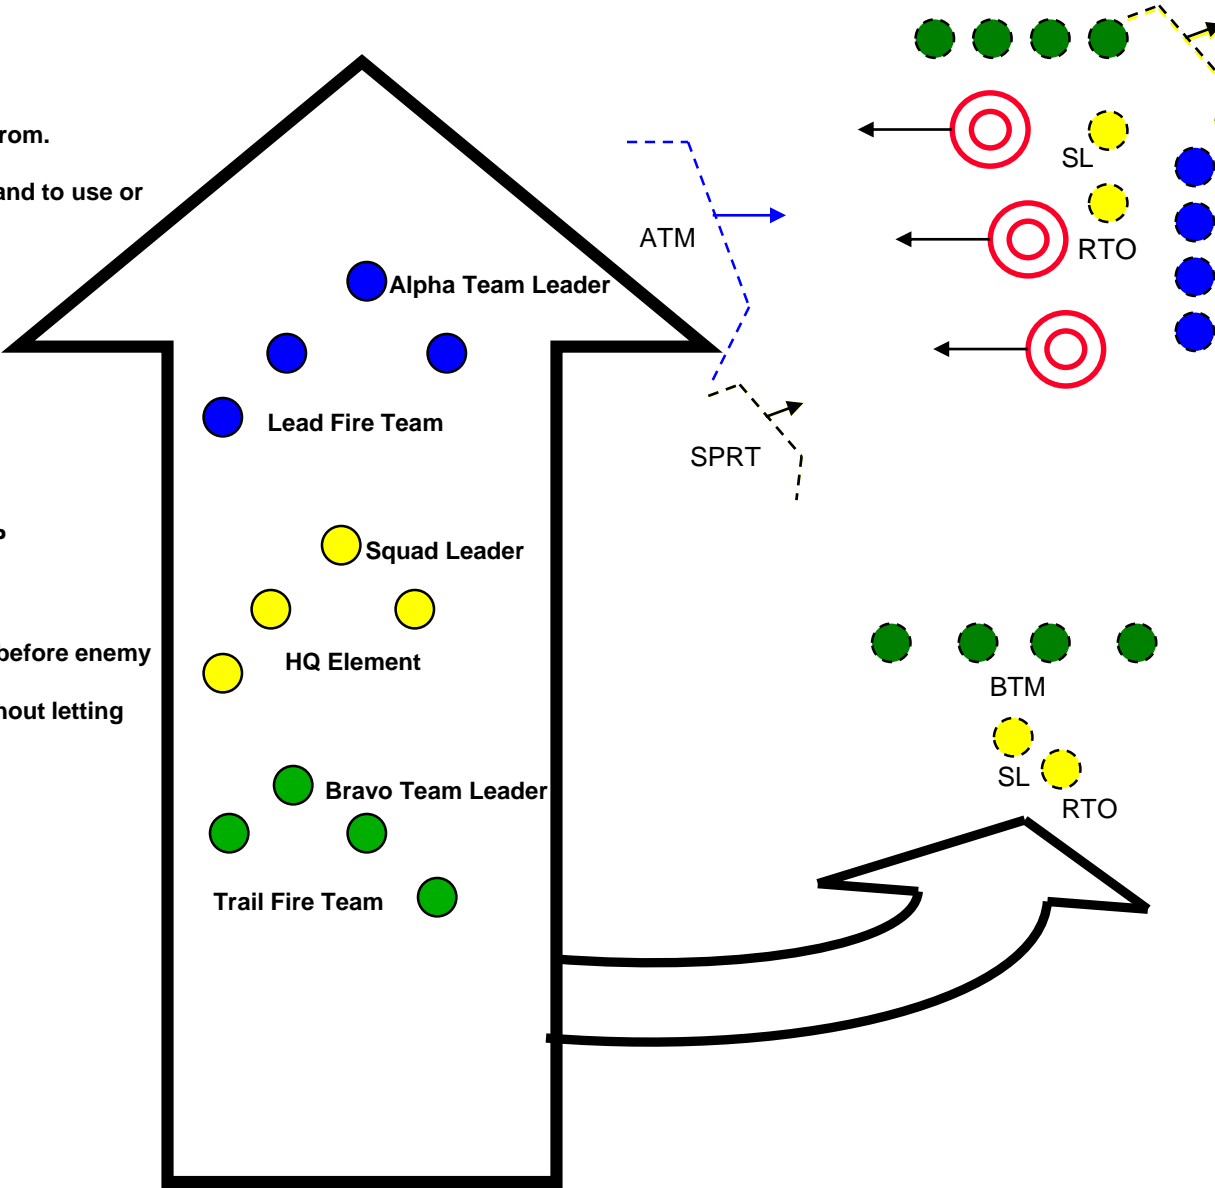 rom.
and to use or
SL
ATM
RTO
Alpha Team Leader
Lead Fire Team
SPRT
Squad Leader
before enemy
HQ Element
BTM
hout letting
SL
Bravo Team Leader
RTO
Trail Fire Team